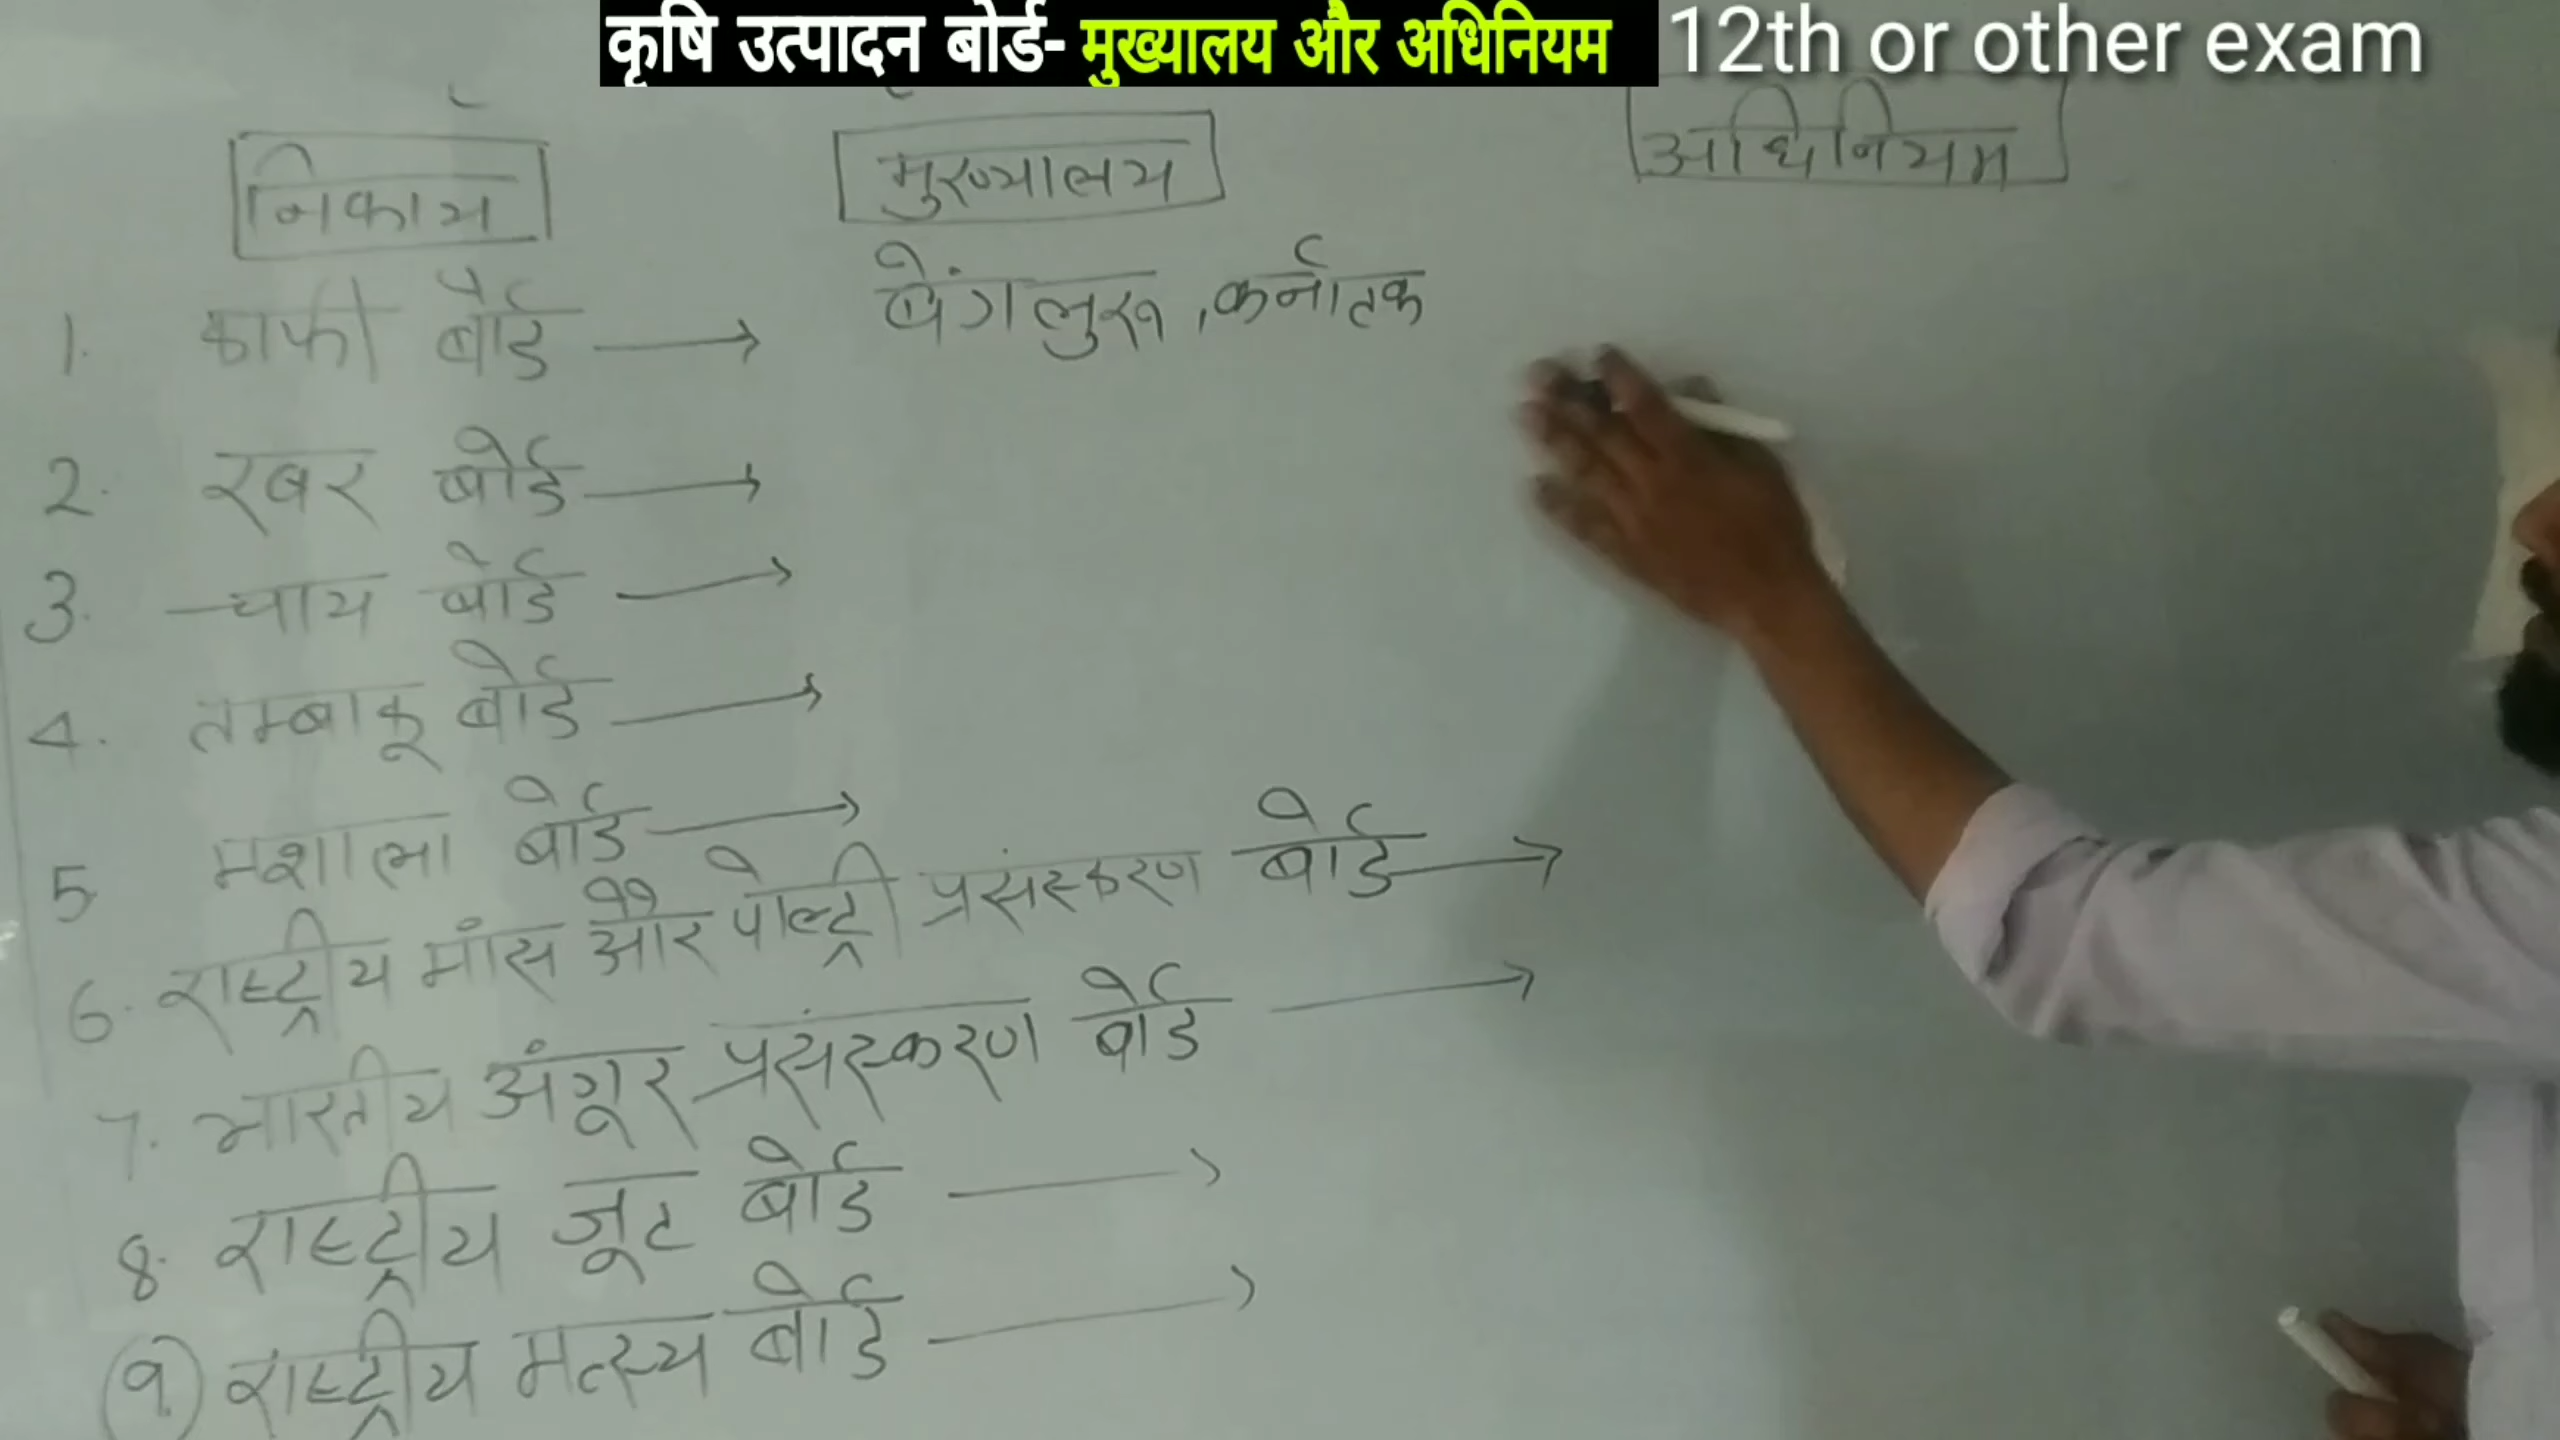 कृषि उत्पादन बोर्ड- मुख्यालय और अधिनियम 12th or other exam
निकाय मुख्यालय अधिनियम
1. काफी बोर्ड → बेंगलुरु, कर्नातक
2. रबर बोर्ड →
3. चाय बोर्ड →
4. तम्बाकू बोर्ड →
5 मशाला बोर्ड →
6. राष्ट्रीय मांस और पोल्ट्री प्रसंस्करण बोर्ड →
7. भारतीय अंगूर प्रसंस्करण बोर्ड →
8. राष्ट्रीय जूट बोर्ड →
9. राष्ट्रीय मत्स्य बोर्ड →